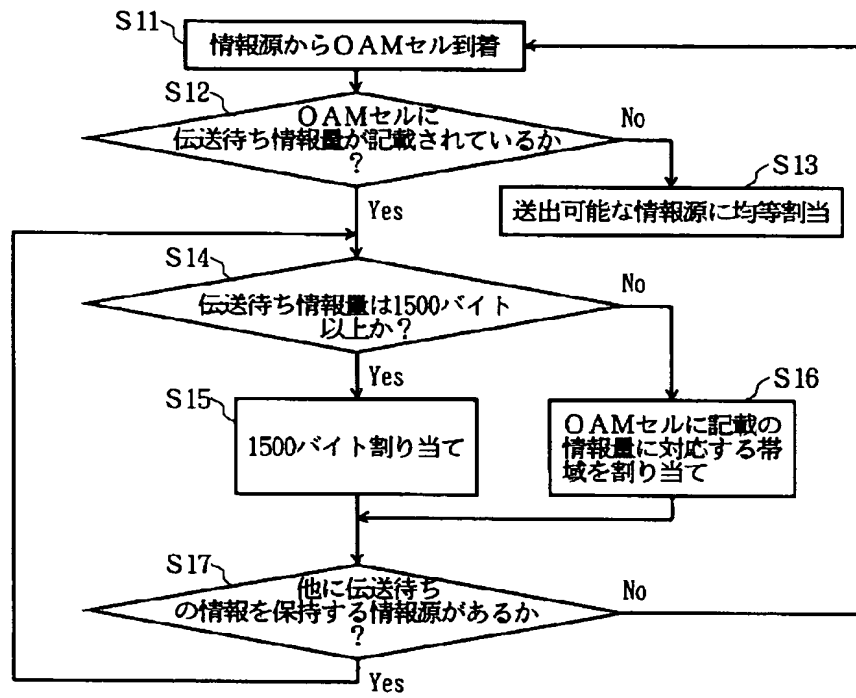 S11
情報源からOAMセル到着
S12
OAMセルに
伝送待ち情報量が記載されているか
?
No
S13
送出可能な情報源に均等割当
Yes
S14
伝送待ち情報量は1500バイト
以上か?
No
Yes
S15
1500バイト割り当て
S16
OAMセルに記載の
情報量に対応する帯
域を割り当て
S17
他に伝送待ち
の情報を保持する情報源があるか
?
No
Yes